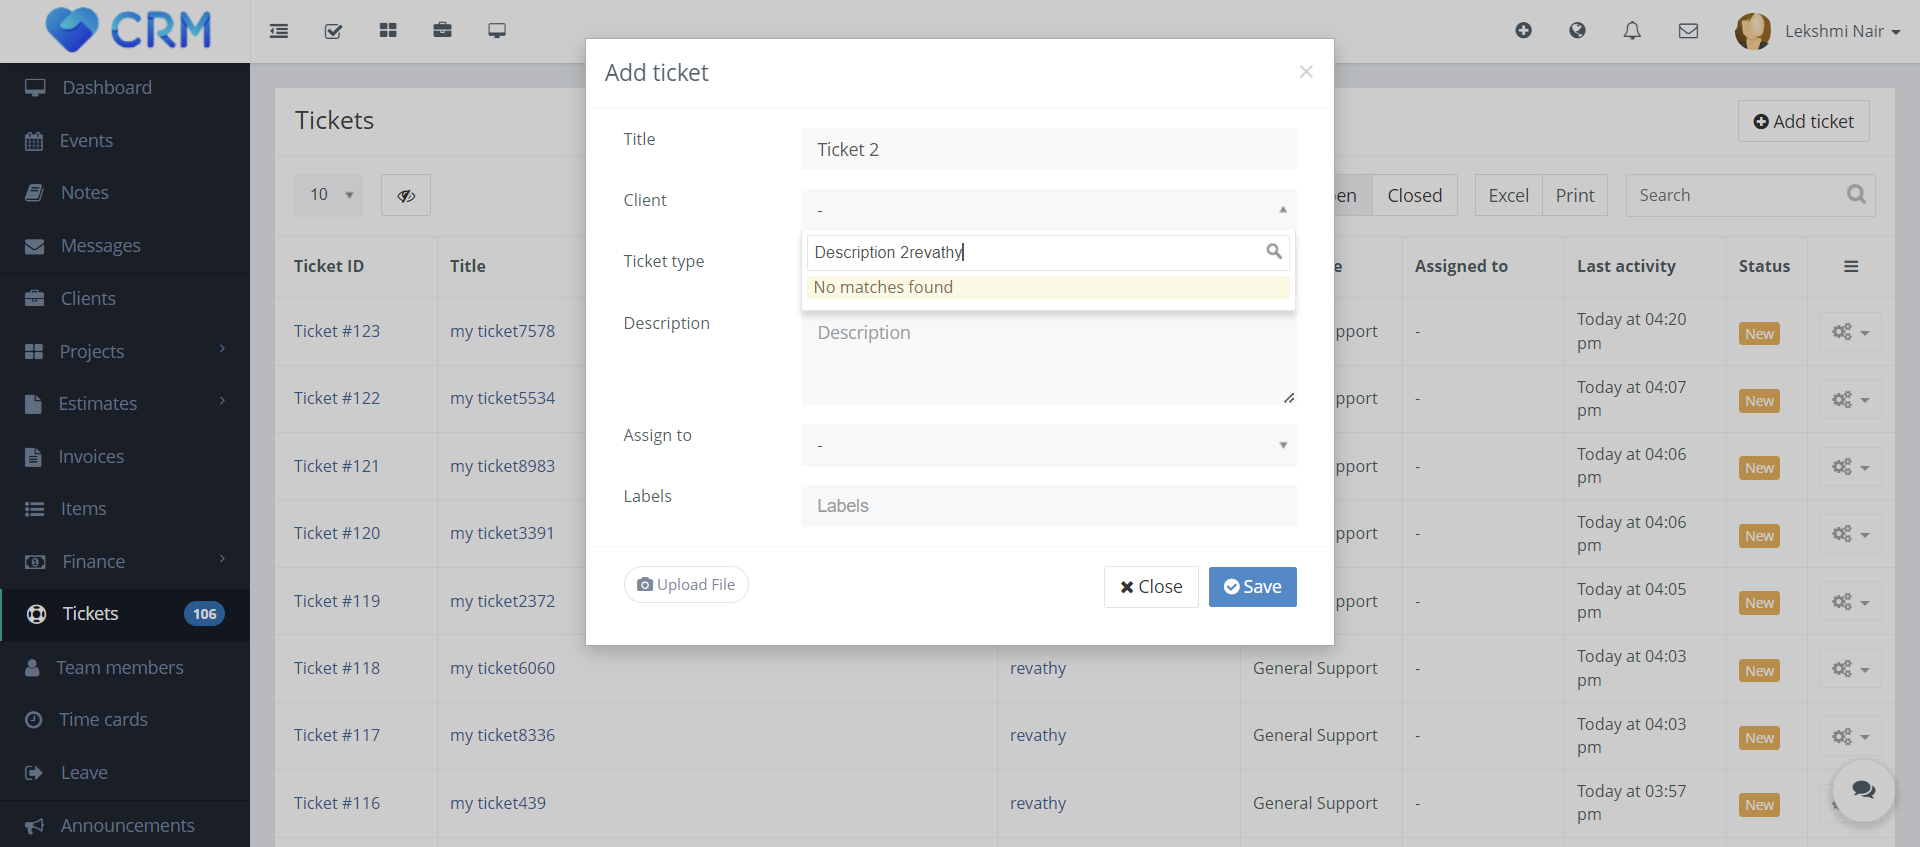 CRM
Lekshmi Nair
Dashboard
Events
Notes
Messages
Clients
Projects
Estimates
Invoices
Items
Finance
Tickets 106
Team members
Time cards
Leave
Announcements
Tickets
Add ticket
10
Closed
Excel
Print
Search
Ticket ID Title Assigned to Last activity Status
Ticket #123 my ticket7578 - Today at 04:20 pm New
Ticket #122 my ticket5534 - Today at 04:07 pm New
Ticket #121 my ticket8983 - Today at 04:06 pm New
Ticket #120 my ticket3391 - Today at 04:06 pm New
Ticket #119 my ticket2372 - Today at 04:05 pm New
Ticket #118 my ticket6060 revathy General Support - Today at 04:03 pm New
Ticket #117 my ticket8336 revathy General Support - Today at 04:03 pm New
Ticket #116 my ticket439 revathy General Support - Today at 03:57 pm New
Add ticket
Title Ticket 2
Client -
Description 2revathy
No matches found
Ticket type
Description Description
Assign to -
Labels Labels
Upload File
Close
Save